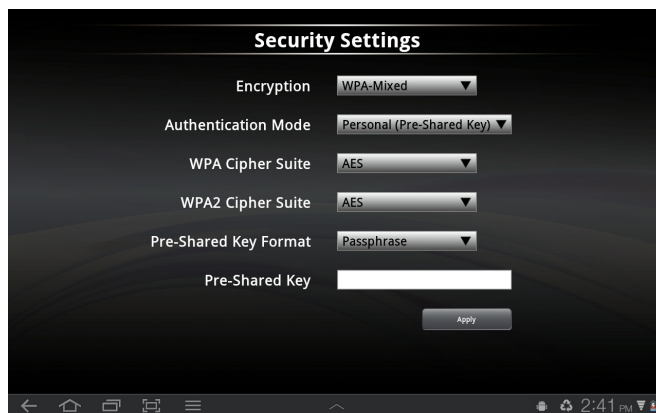 Security Settings
Encryption WPA-Mixed
Authentication Mode Personal (Pre-Shared Key)
WPA Cipher Suite AES
WPA2 Cipher Suite AES
Pre-Shared Key Format Passphrase
Pre-Shared Key
Apply
2:41 PM